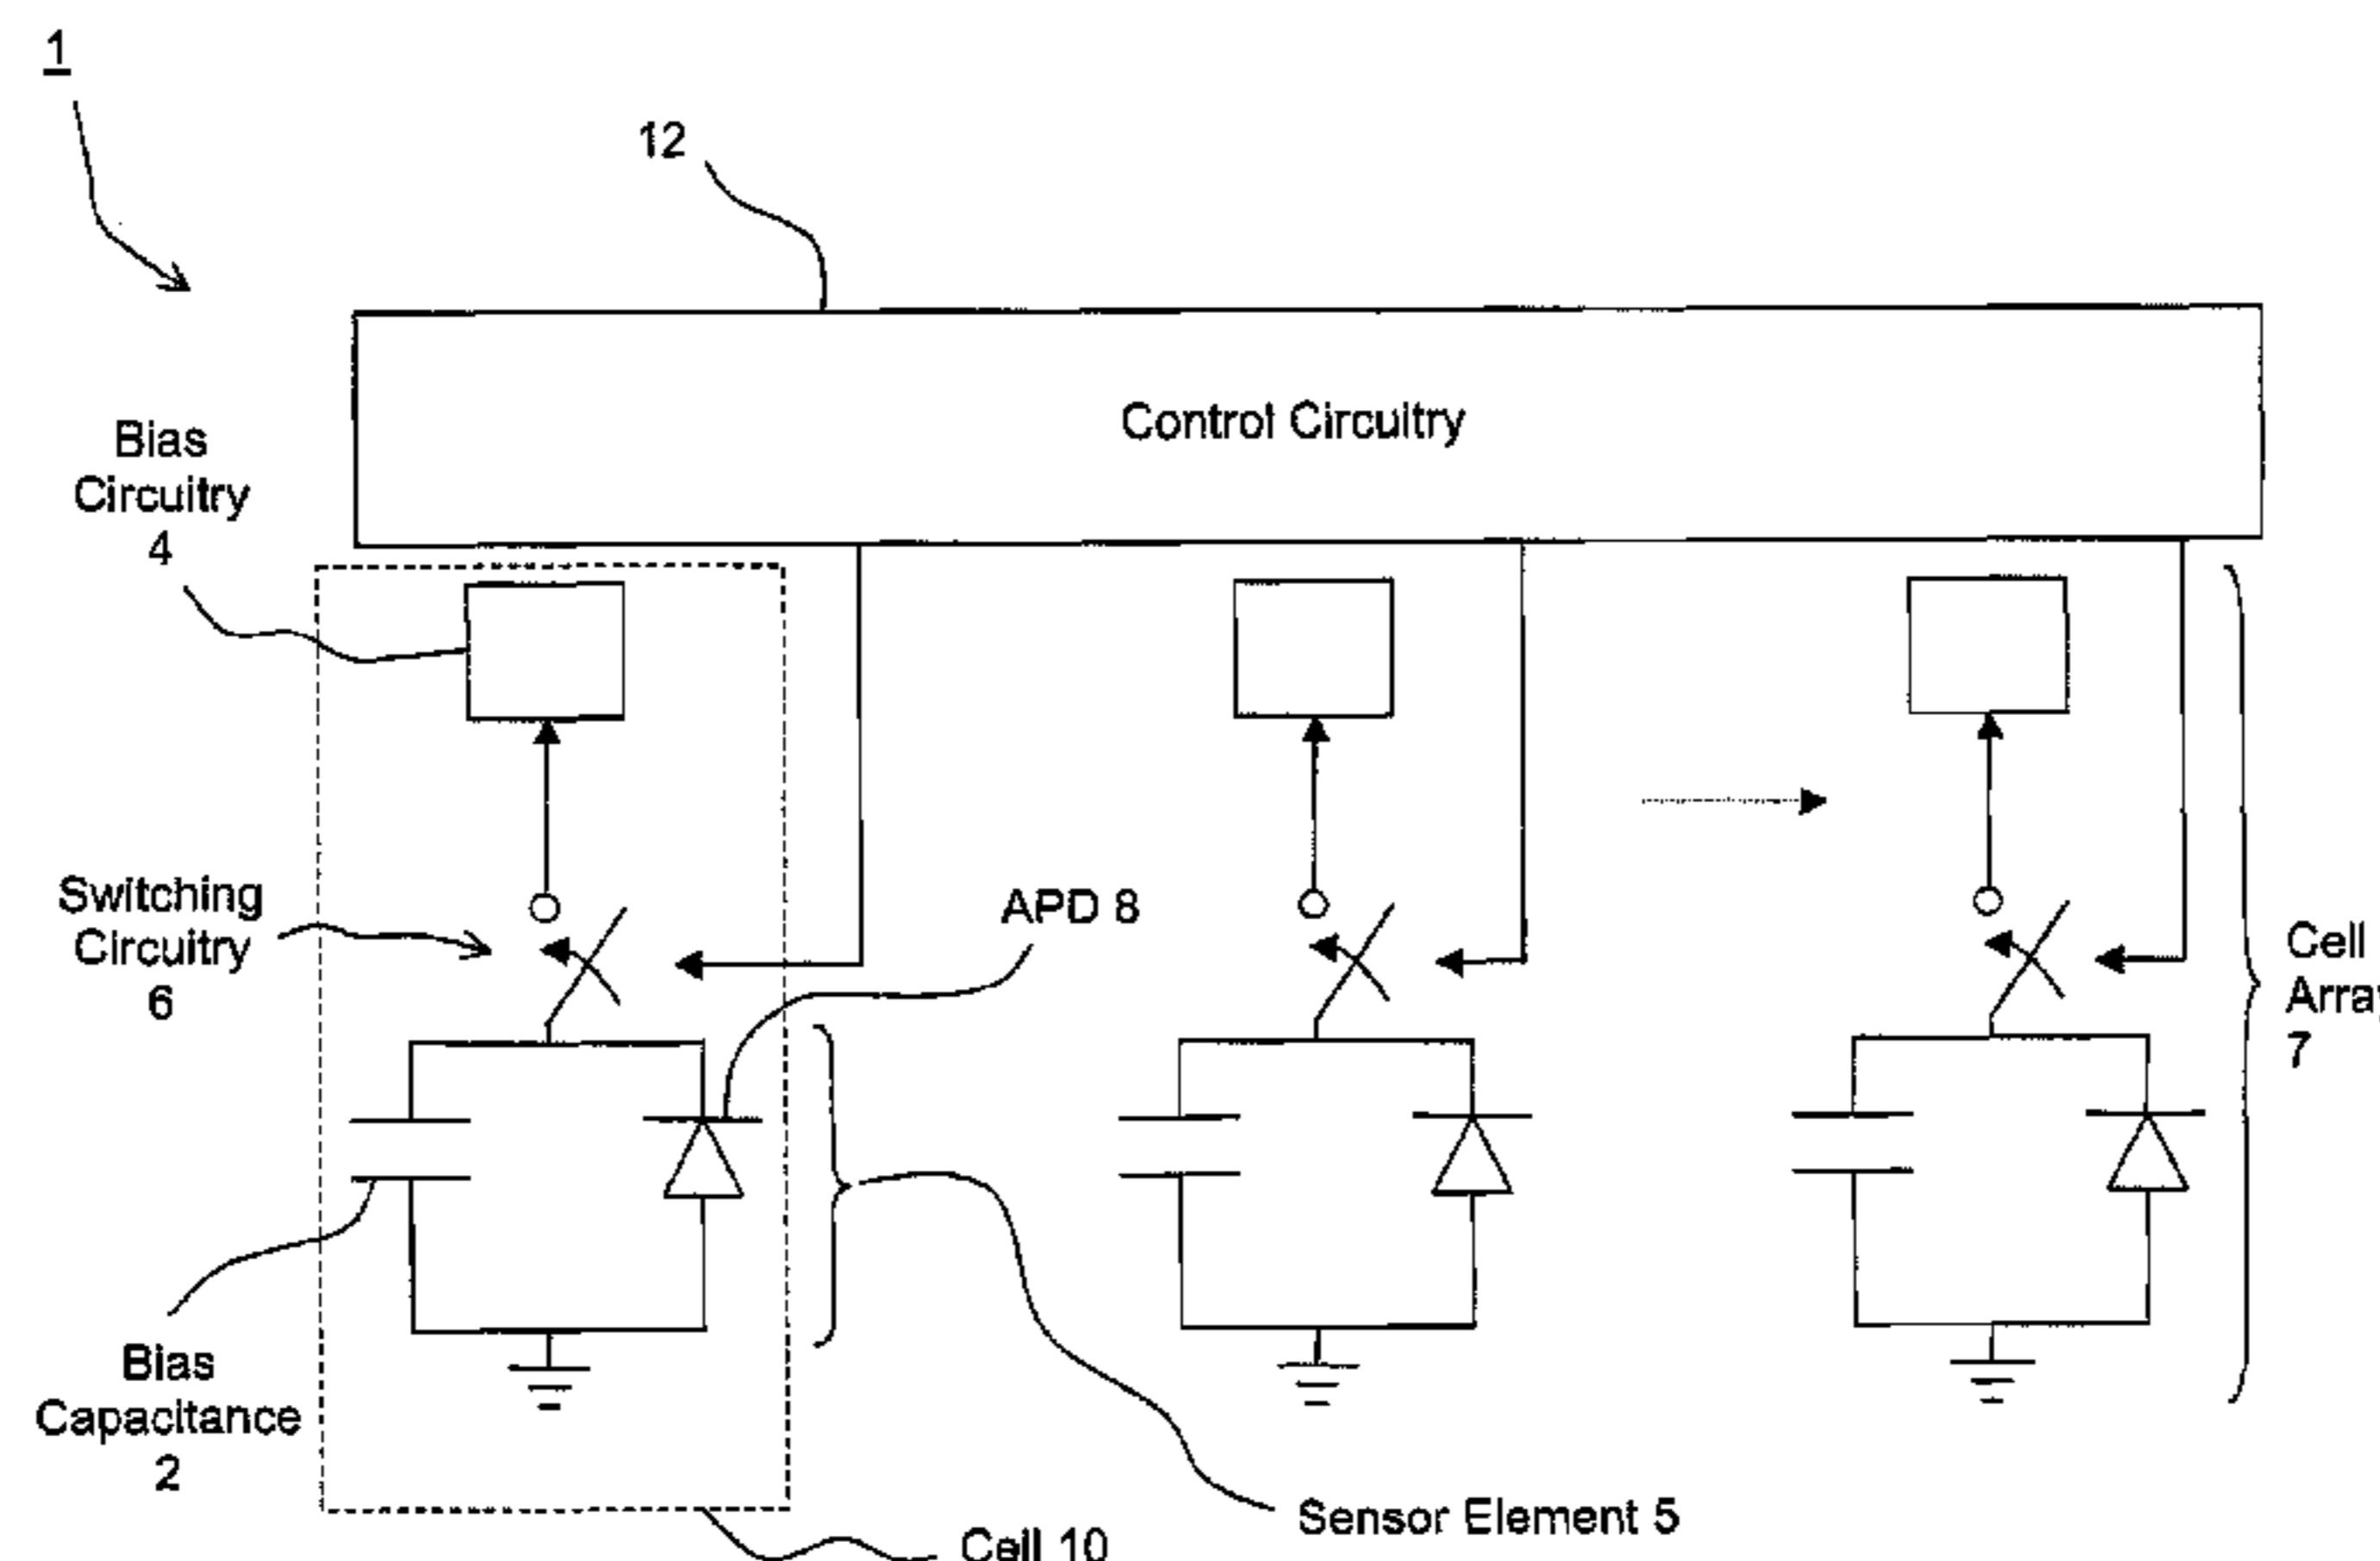 1
12
Control Circuitry
Bias
Circuitry
4
Switching
Circuitry
6
APD 8
Cell
7
Bias
Capacitance
2
Sensor Element 5
Cell 10